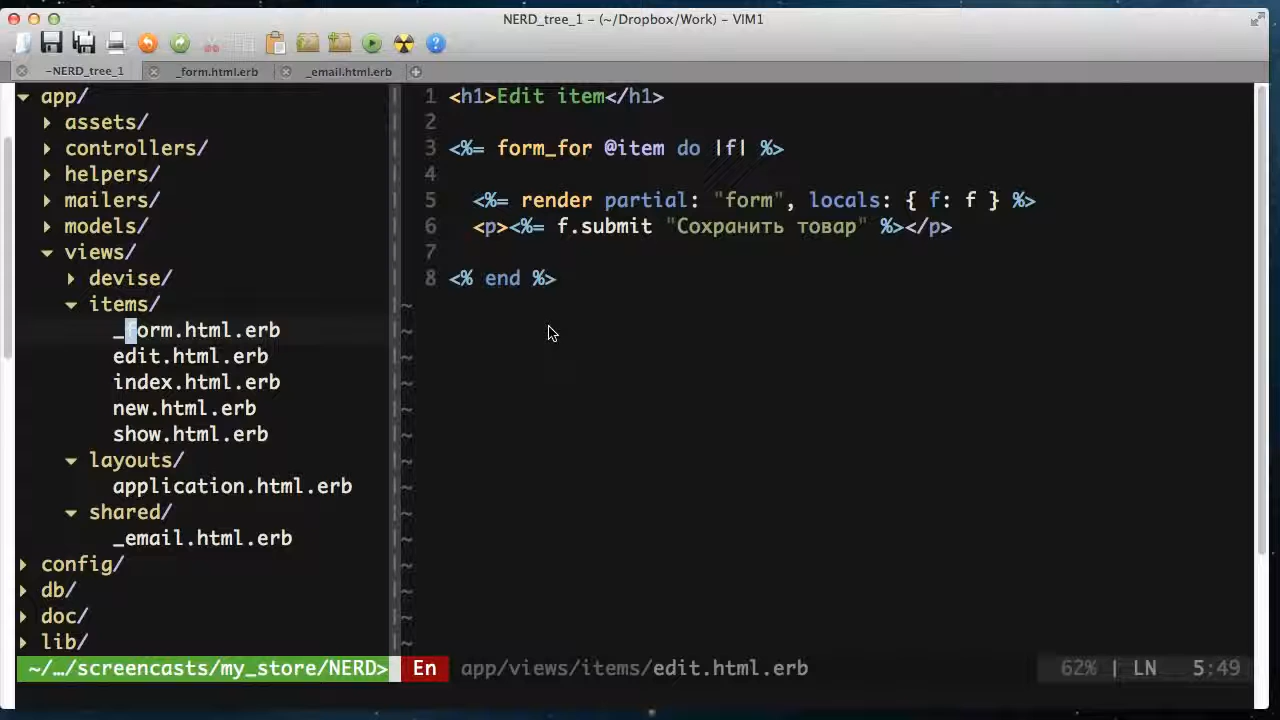 NERD_tree_1 – (~/Dropbox/Work) – VIM1
-NERD_tree_1
_form.html.erb
_email.html.erb
app/
assets/
controllers/
helpers/
mailers/
models/
views/
devise/
items/
_form.html.erb
edit.html.erb
index.html.erb
new.html.erb
show.html.erb
layouts/
application.html.erb
shared/
_email.html.erb
config/
db/
doc/
lib/
~/…/screencasts/my_store/NERD>
1 <h1>Edit item</h1>
2
3 <%= form_for @item do |f| %>
4
5 <%= render partial: "form", locals: { f: f } %>
6 <p><%= f.submit "Сохранить товар" %></p>
7
8 <% end %>
~
~
~
~
~
~
~
~
~
~
~
~
~
~
En app/views/items/edit.html.erb 62% | LN 5:49